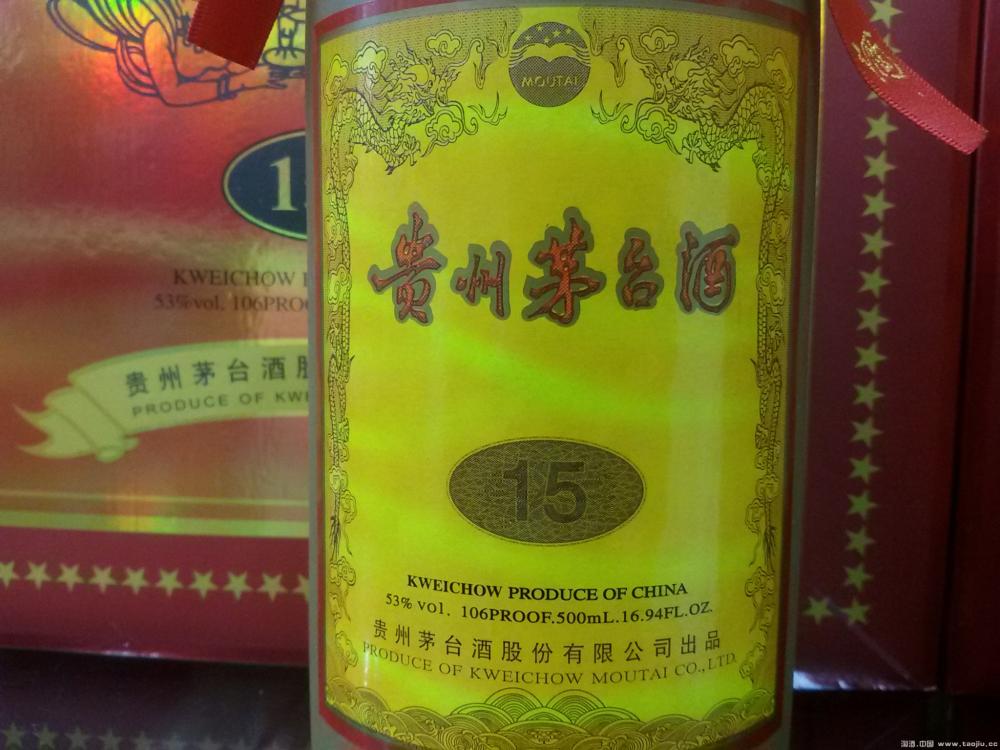 MOUTAI
贵州茅台酒
15
KWEICHOW PRODUCE OF CHINA
53% vol. 106PROOF.500mL.16.94FL.OZ.
贵州茅台酒股份有限公司出品
PRODUCE OF KWEICHOW MOUTAI CO.,LTD.
KWEICHOW
53%vol. 106PRO
贵州茅台酒股
PRODUCE OF KW
淘酒.中国 www.taojiu.cc